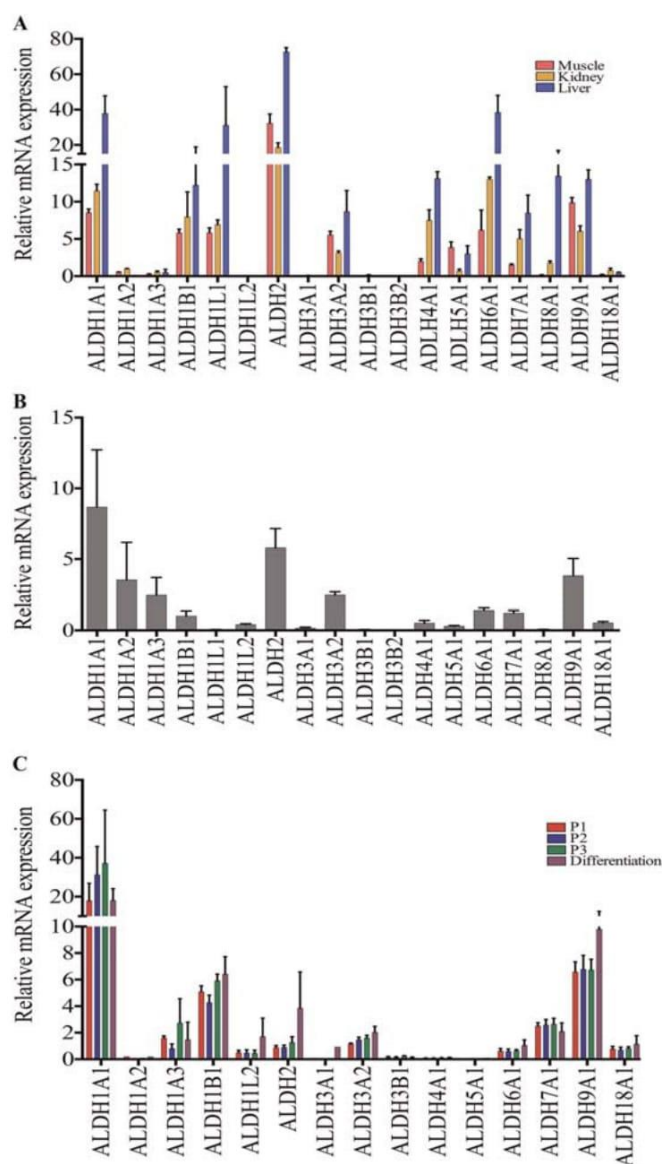 A
Relative mRNA expression
80
60
40
20
15
10
5
0
Muscle
Kidney
Liver
ALDH1A1
ALDH1A2
ALDH1A3
ALDH1B1
ALDH1L1
ALDH1L2
ALDH2
ALDH3A1
ALDH3A2
ALDH3B1
ALDH3B2
ADLH4A1
ALDH5A1
ALDH6A1
ALDH7A1
ALDH8A1
ALDH9A1
ALDH18A1
B
Relative mRNA expression
15
10
5
0
ALDH1A1
ALDH1A2
ALDH1A3
ALDH1B1
ALDH1L1
ALDH1L2
ALDH2
ALDH3A1
ALDH3A2
ALDH3B1
ALDH3B2
ALDH4A1
ALDH5A1
ALDH6A1
ALDH7A1
ALDH8A1
ALDH9A1
ALDH18A1
C
Relative mRNA expression
80
60
40
20
10
8
6
4
2
0
P1
P2
P3
Differentiation
ALDH1A1
ALDH1A2
ALDH1A3
ALDH1B1
ALDH1L2
ALDH2
ALDH3A1
ALDH3A2
ALDH3B1
ALDH4A1
ALDH5A1
ALDH6A1
ALDH7A1
ALDH9A1
ALDH18A1